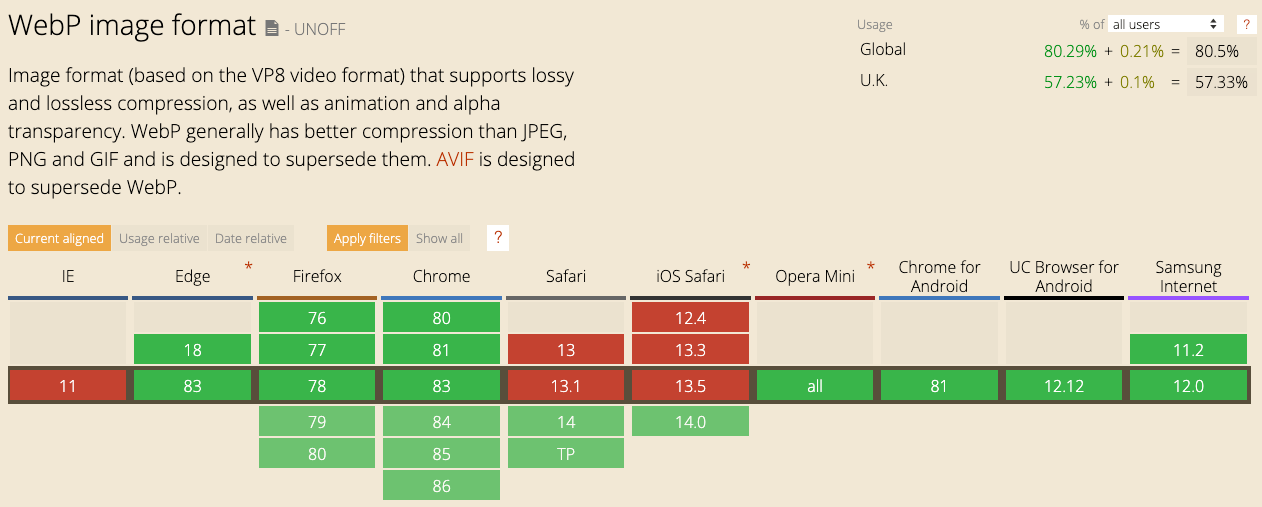 WebP image format - UNOFF
Usage % of all users ?
Global 80.29% + 0.21% = 80.5%
U.K. 57.23% + 0.1% = 57.33%
Image format (based on the VP8 video format) that supports lossy
and lossless compression, as well as animation and alpha
transparency. WebP generally has better compression than JPEG,
PNG and GIF and is designed to supersede them. AVIF is designed
to supersede WebP.
Current aligned Usage relative Date relative Apply filters Show all ?
IE Edge * Firefox Chrome Safari iOS Safari * Opera Mini * Chrome for Android UC Browser for Android Samsung Internet
76 80 12.4
18 77 81 13 13.3 11.2
11 83 78 83 13.1 13.5 all 81 12.12 12.0
79 84 14 14.0
80 85 TP
86